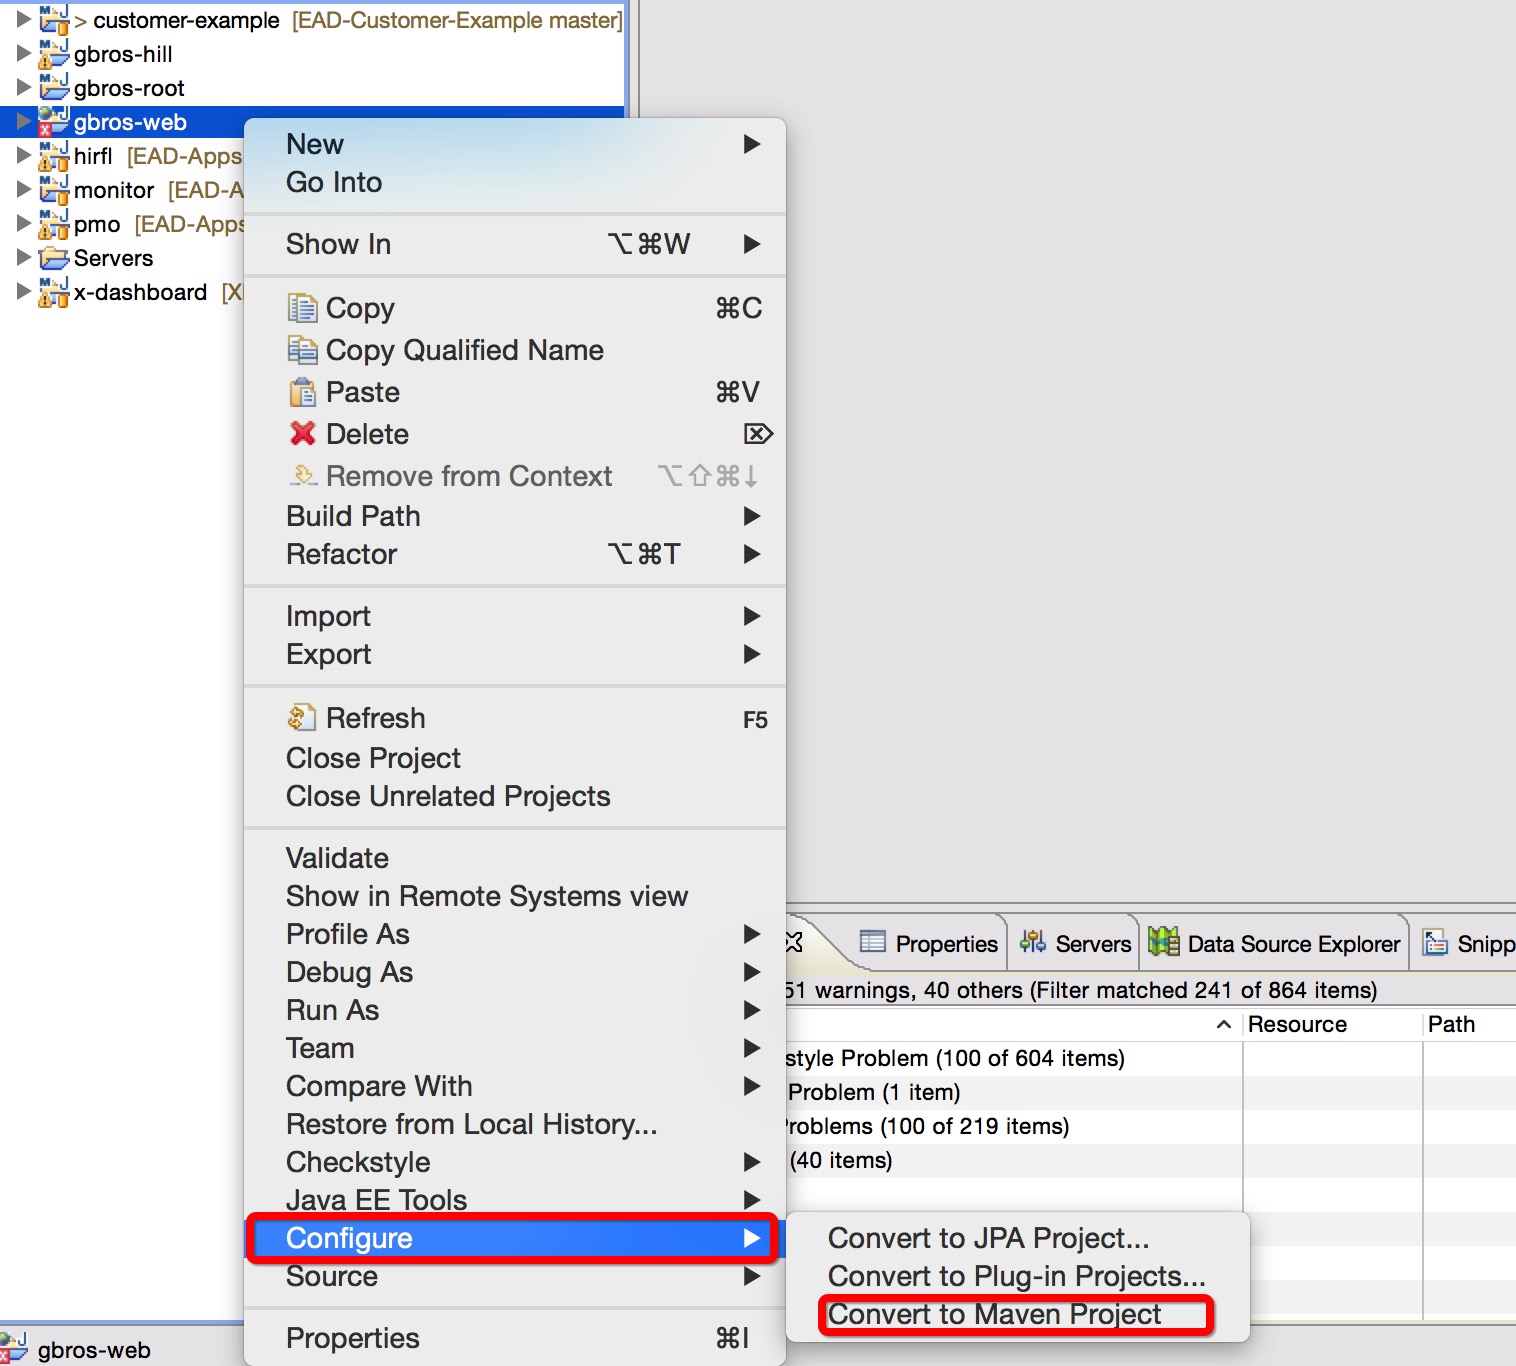 > customer-example [EAD-Customer-Example master]
gbros-hill
gbros-root
gbros-web
hirfl [EAD-Apps
monitor [EAD-A
pmo [EAD-Apps
Servers
x-dashboard [X
New
Go Into
Show In ⌥⌘W
Copy ⌘C
Copy Qualified Name
Paste ⌘V
Delete ⌦
Remove from Context ⌥⇧⌘↓
Build Path
Refactor ⌥⌘T
Import
Export
Refresh F5
Close Project
Close Unrelated Projects
Validate
Show in Remote Systems view
Profile As
Debug As
Run As
Team
Compare With
Restore from Local History...
Checkstyle
Java EE Tools
Configure
Source
Properties ⌘I
Convert to JPA Project...
Convert to Plug-in Projects...
Convert to Maven Project
Properties Servers Data Source Explorer Snipp
51 warnings, 40 others (Filter matched 241 of 864 items)
Resource Path
style Problem (100 of 604 items)
Problem (1 item)
Problems (100 of 219 items)
(40 items)
gbros-web